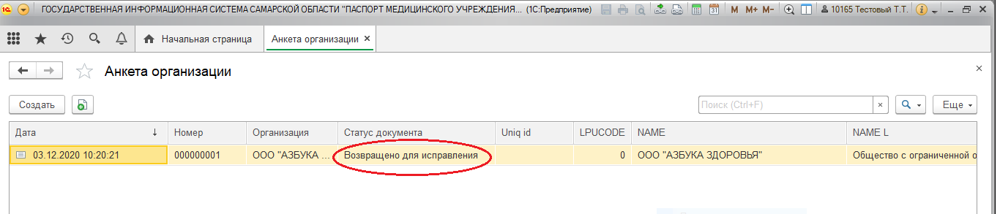 1С ГОСУДАРСТВЕННАЯ ИНФОРМАЦИОННАЯ СИСТЕМА САМАРСКОЙ ОБЛАСТИ "ПАСПОРТ МЕДИЦИНСКОГО УЧРЕЖДЕНИЯ... (1С:Предприятие) 31 M M+ M- 10165 Тестовый Т.Т.
Начальная страница Анкета организации ×
Анкета организации ×
Создать Поиск (Ctrl+F) × Еще
Дата ↓ Номер Организация Статус документа Uniq id LPUCODE NAME NAME L
03.12.2020 10:20:21 000000001 ООО "АЗБУКА ... Возвращено для исправления 0 ООО "АЗБУКА ЗДОРОВЬЯ" Общество с ограниченной о